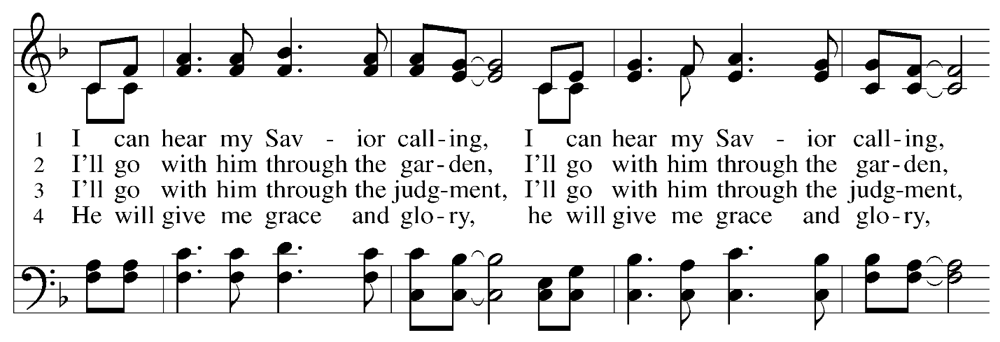 1 I can hear my Sav - ior call - ing, I can hear my Sav - ior call - ing,
2 I'll go with him through the gar - den, I'll go with him through the gar - den,
3 I'll go with him through the judg - ment, I'll go with him through the judg - ment,
4 He will give me grace and glo - ry, he will give me grace and glo - ry,